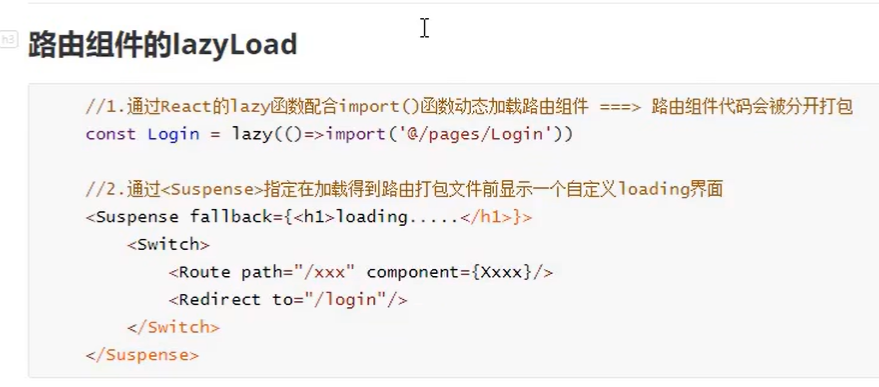 h3
路由组件的lazyLoad
//1.通过React的lazy函数配合import()函数动态加载路由组件 ===> 路由组件代码会被分开打包
const Login = lazy(()=>import('@/pages/Login'))
//2.通过<Suspense>指定在加载得到路由打包文件前显示一个自定义loading界面
<Suspense fallback={<h1>loading.....</h1>}>
<Switch>
<Route path="/xxx" component={Xxxx}/>
<Redirect to="/login"/>
</Switch>
</Suspense>